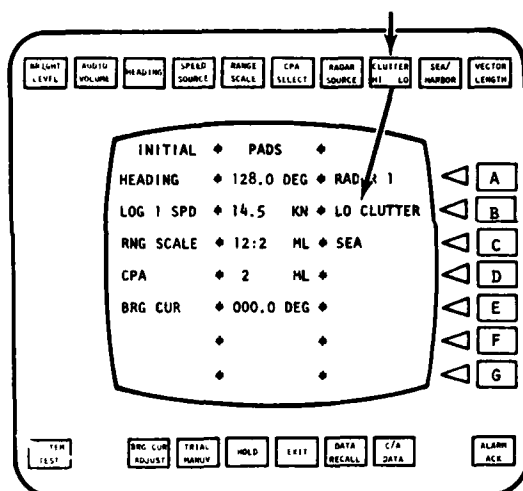 BRIGHT LEVEL AUDIO VOLUME HEADING SPEED SOURCE RANGE SCALE CPA SELECT RADAR SOURCE CLUTTER HI LO SEA/ HARBOR VECTOR LENGTH
INITIAL PADS
HEADING 128.0 DEG RADAR 1 A
LOG 1 SPD 14.5 KN LO CLUTTER B
RNG SCALE 12:2 ML SEA C
CPA 2 ML D
BRG CUR 000.0 DEG E
F
G
TEST BRG CUR ADJUST TRIAL MANUV HOLD EXIT DATA RECALL C/A DATA ALARM ACK